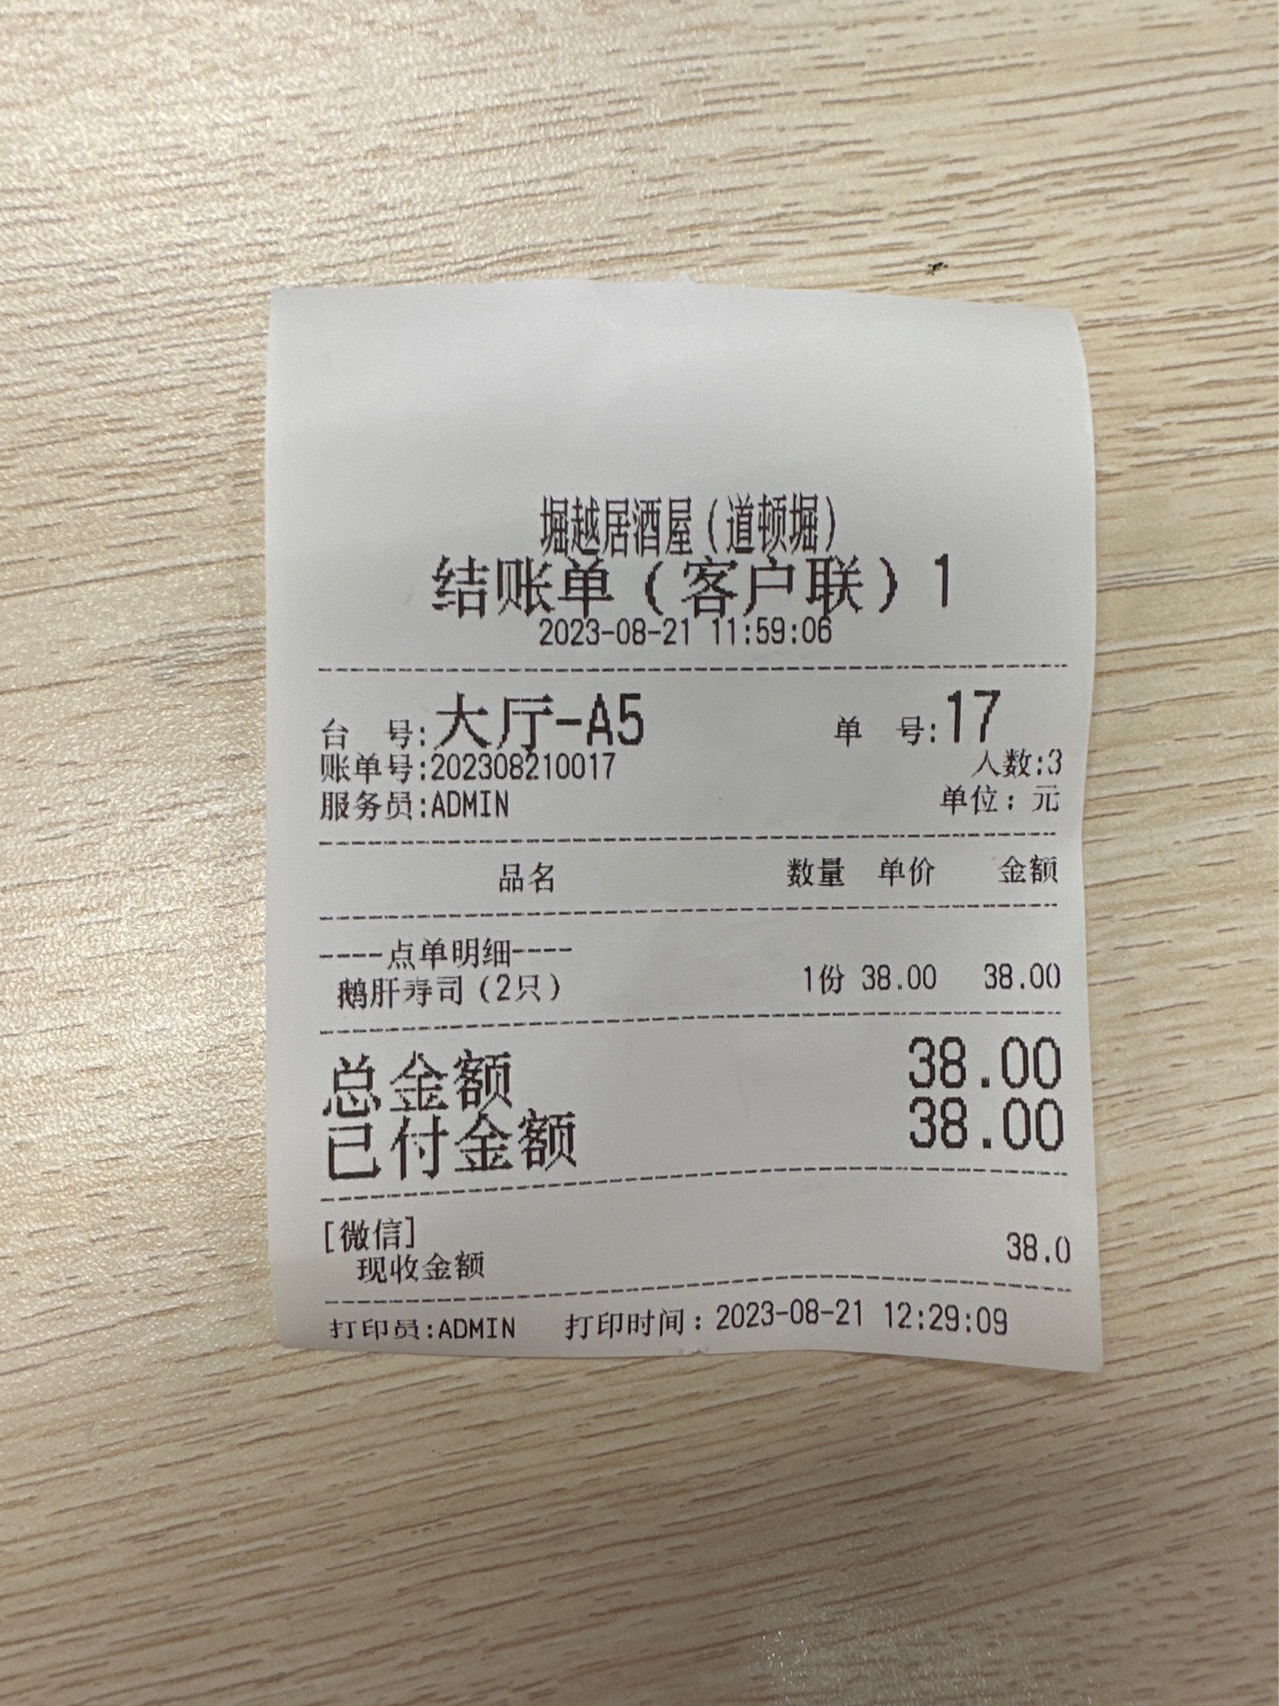 堀越居酒屋(道顿堀)
结账单(客户联)1
2023-08-21 11:59:06
台 号:大厅-A5 单 号:17
账单号:202308210017 人数:3
服务员:ADMIN 单位:元
品名 数量 单价 金额
----点单明细----
鹅肝寿司(2只) 1份 38.00 38.00
总金额 38.00
已付金额 38.00
[微信]
现收金额 38.0
打印员:ADMIN 打印时间:2023-08-21 12:29:09